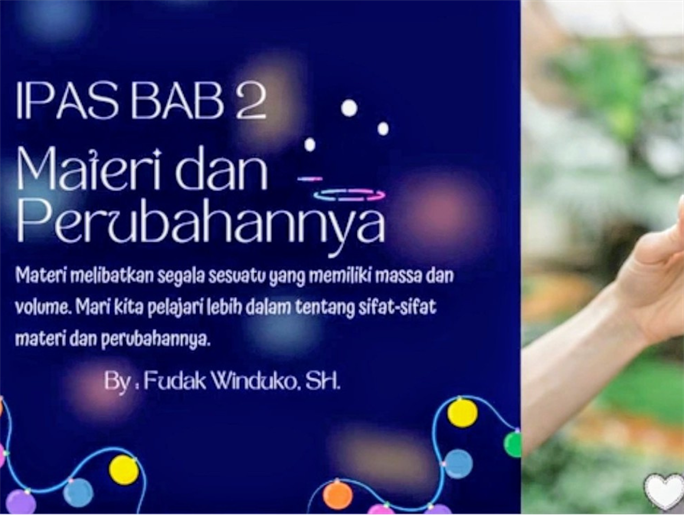 IPAS BAB 2
Materi dan
Perubahannya
Materi melibatkan segala sesuatu yang memiliki massa dan
volume. Mari kita pelajari lebih dalam tentang sifat-sifat
materi dan perubahannya.
By : Fudak Winduko, SH.